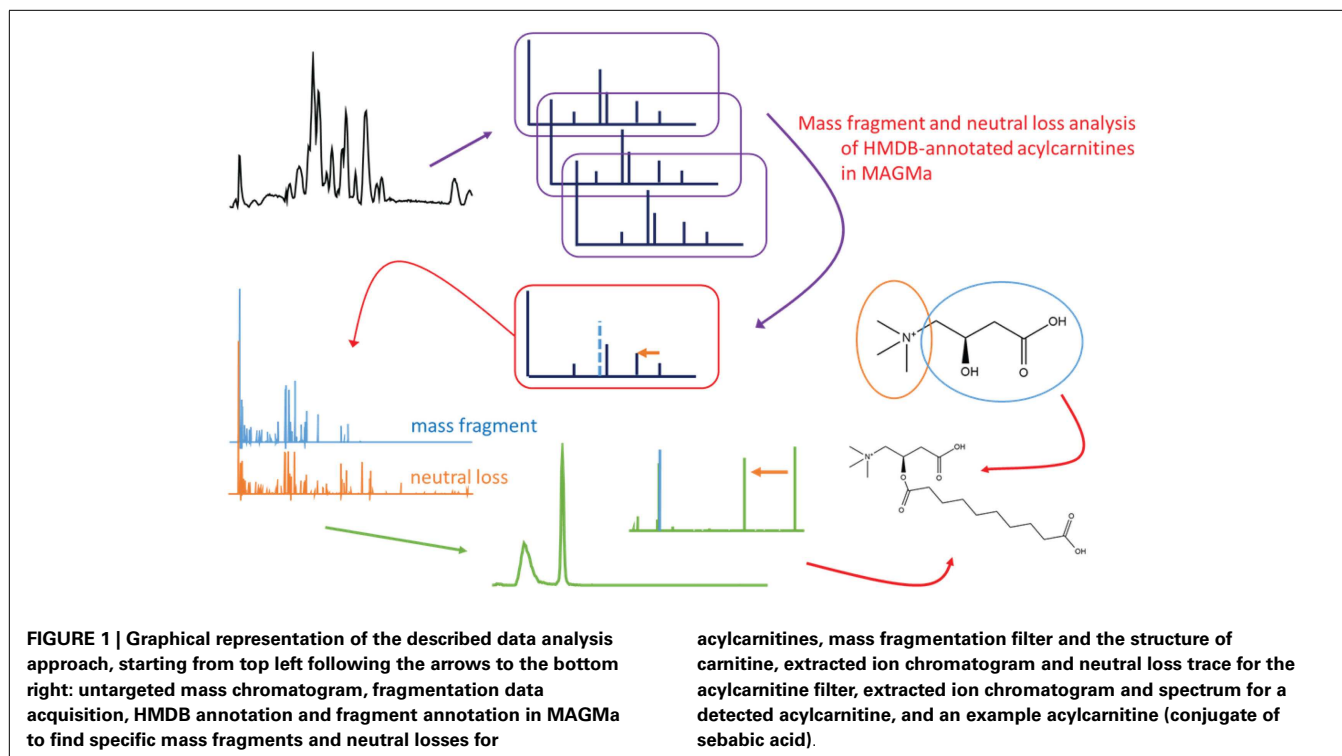 Mass fragment and neutral loss analysis
of HMDB-annotated acylcarnitines
in MAGMa
N+
OH
O
OH
mass fragment
neutral loss
N+
OH
O
O
O
O
OH
FIGURE 1 | Graphical representation of the described data analysis
approach, starting from top left following the arrows to the bottom
right: untargeted mass chromatogram, fragmentation data
acquisition, HMDB annotation and fragment annotation in MAGMa
to find specific mass fragments and neutral losses for
acylcarnitines, mass fragmentation filter and the structure of
carnitine, extracted ion chromatogram and neutral loss trace for the
acylcarnitine filter, extracted ion chromatogram and spectrum for a
detected acylcarnitine, and an example acylcarnitine (conjugate of
sebabic acid).